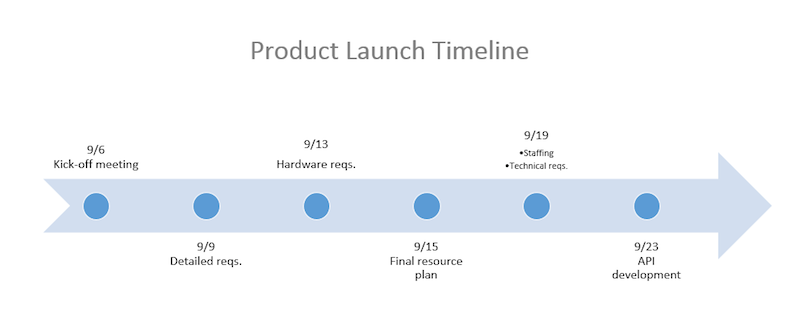 Product Launch Timeline
9/6
Kick-off meeting
9/9
Detailed reqs.
9/13
Hardware reqs.
9/15
Final resource
plan
9/19
•Staffing
•Technical reqs.
9/23
API
development